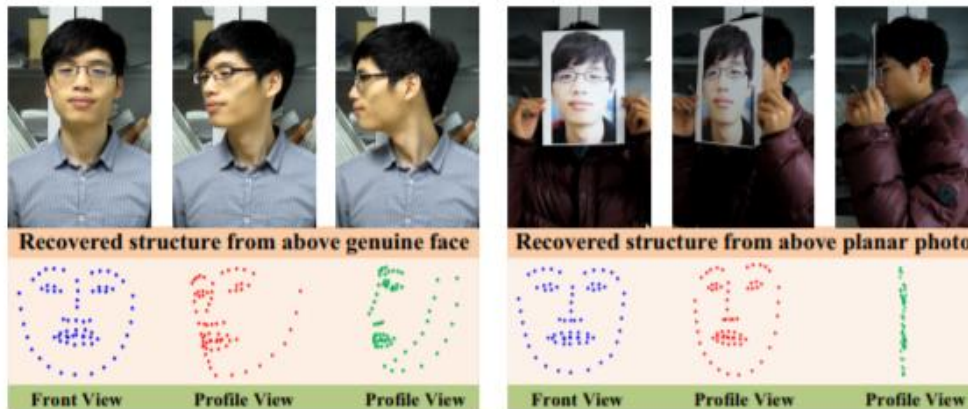 Recovered structure from above genuine face
Front View
Profile View
Profile View
Recovered structure from above planar photo
Front View
Profile View
Profile View